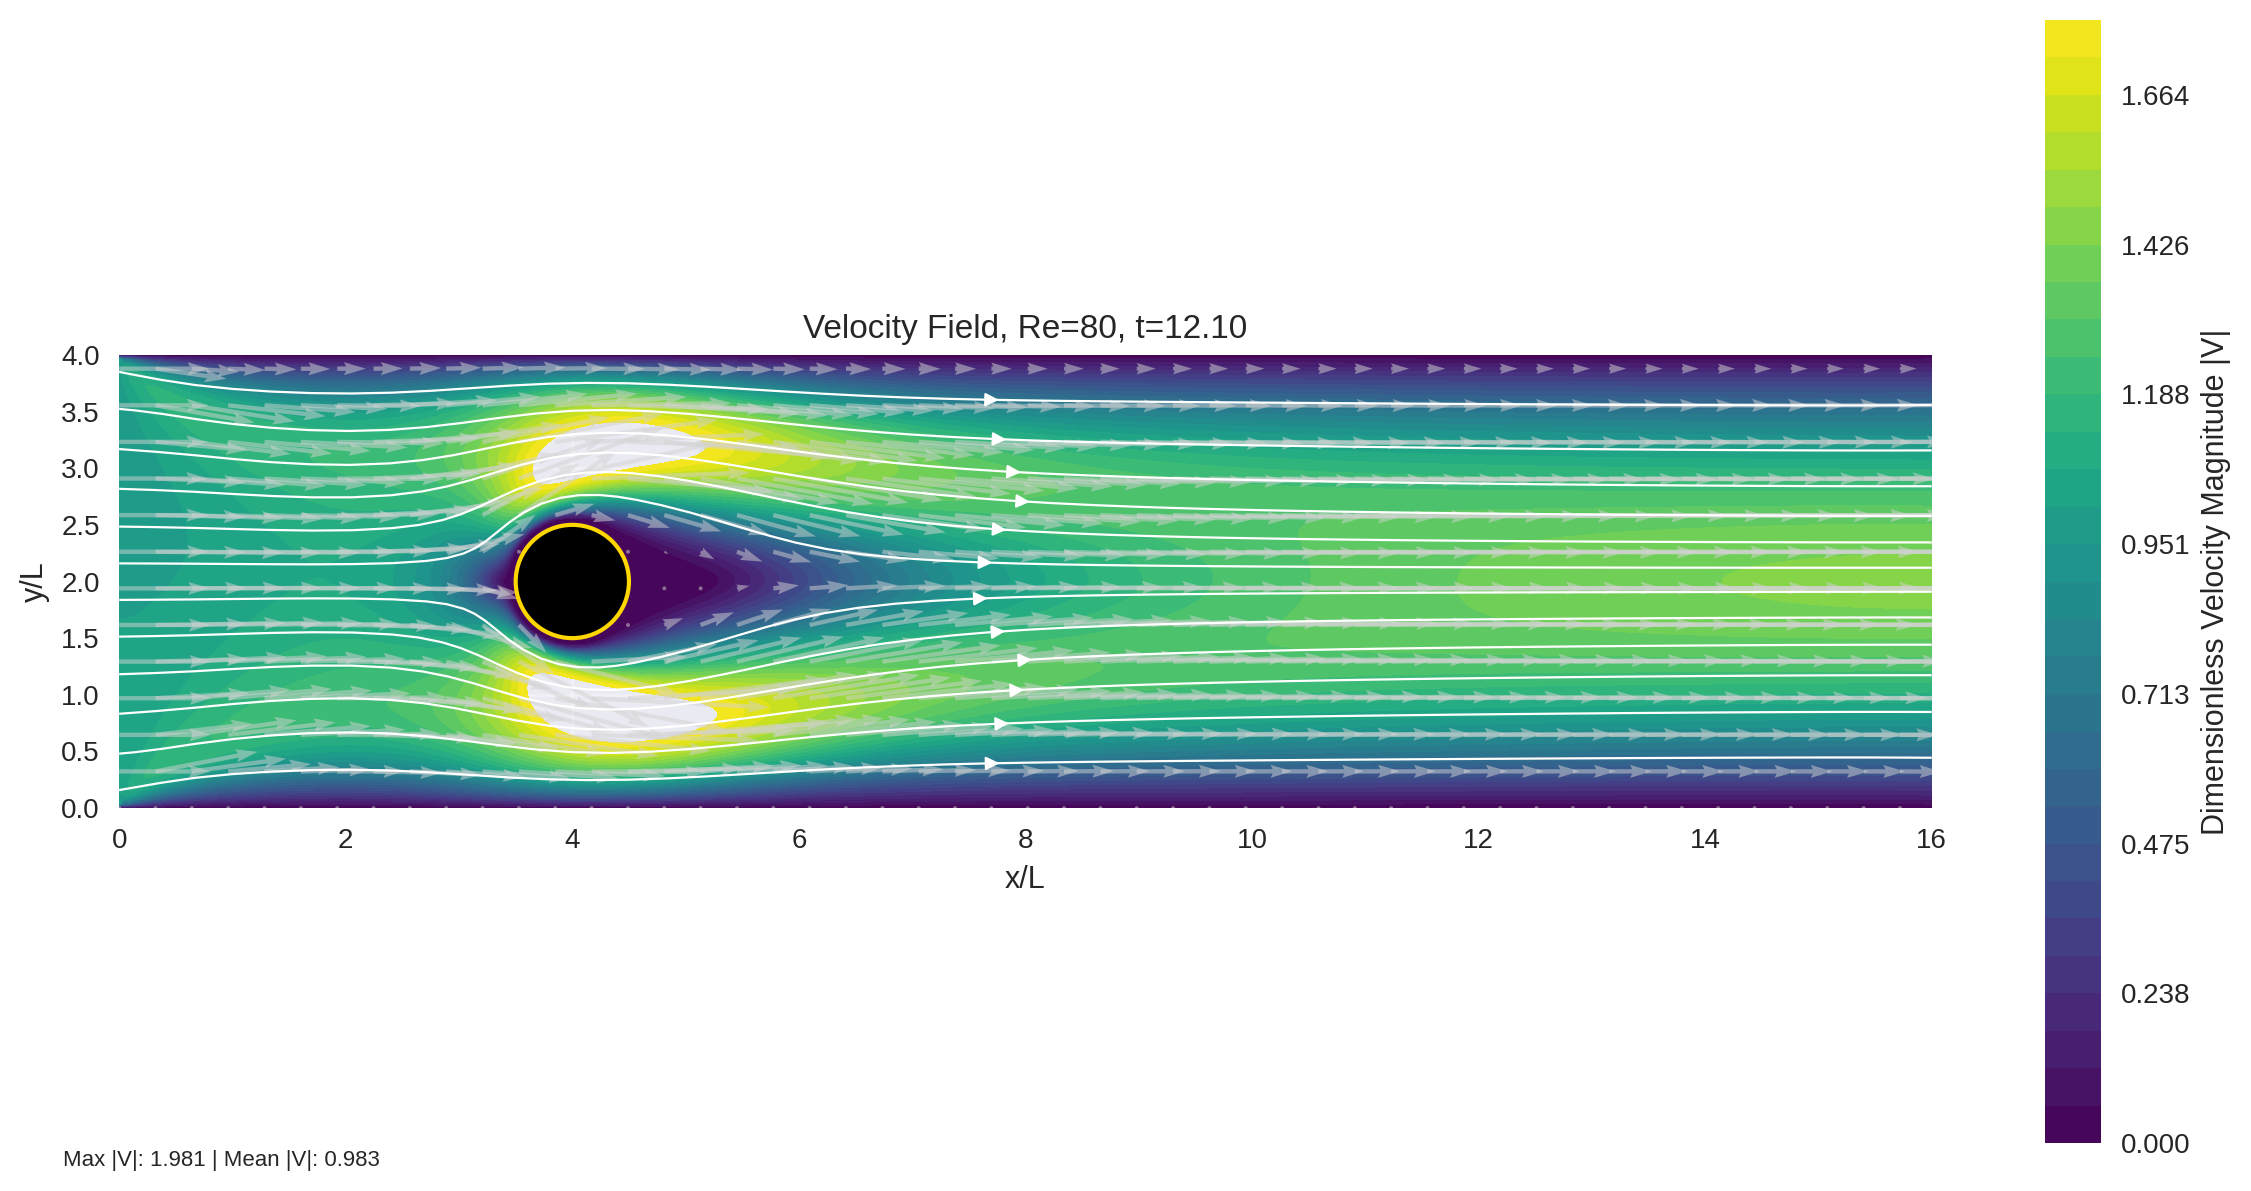 Velocity Field, Re=80, t=12.10
4.0
3.5
3.0
2.5
2.0
1.5
1.0
0.5
0.0
y/L
0 2 4 6 8 10 12 14 16
x/L
1.664
1.426
1.188
0.951
0.713
0.475
0.238
0.000
Dimensionless Velocity Magnitude |V|
Max |V|: 1.981 | Mean |V|: 0.983